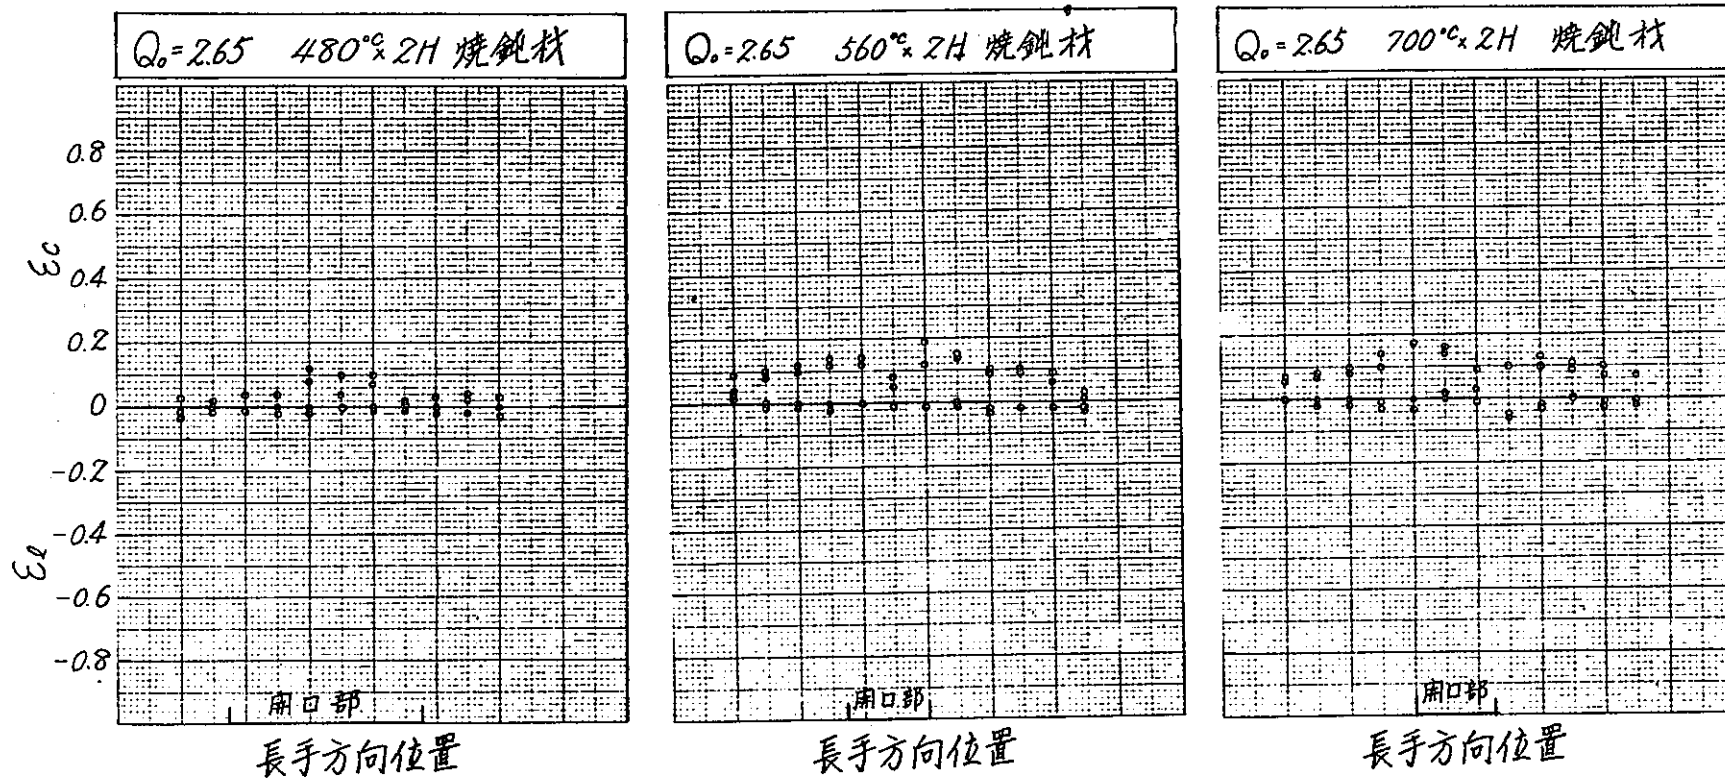 Q₀=2.65 480℃×2H 焼鈍材
Q₀=2.65 560℃×2H 焼鈍材
Q₀=2.65 700℃×2H 焼鈍材
0.8
0.6
0.4
0.2
0
-0.2
-0.4
-0.6
-0.8
εc
εl
開口部
開口部
開口部
長手方向位置
長手方向位置
長手方向位置